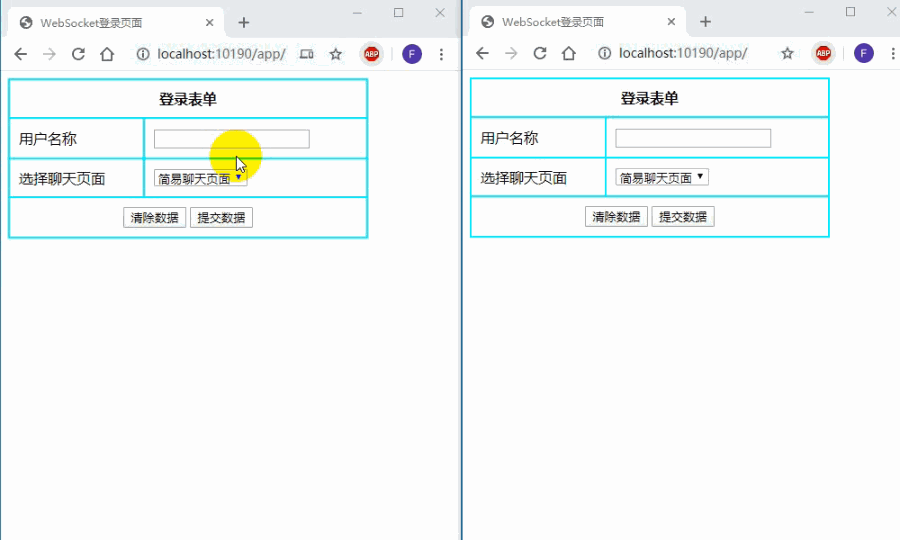 WebSocket登录页面
localhost:10190/app/
ABP
F
登录表单
用户名称
选择聊天页面
简易聊天页面
清除数据
提交数据
WebSocket登录页面
localhost:10190/app/
ABP
F
登录表单
用户名称
选择聊天页面
简易聊天页面
清除数据
提交数据